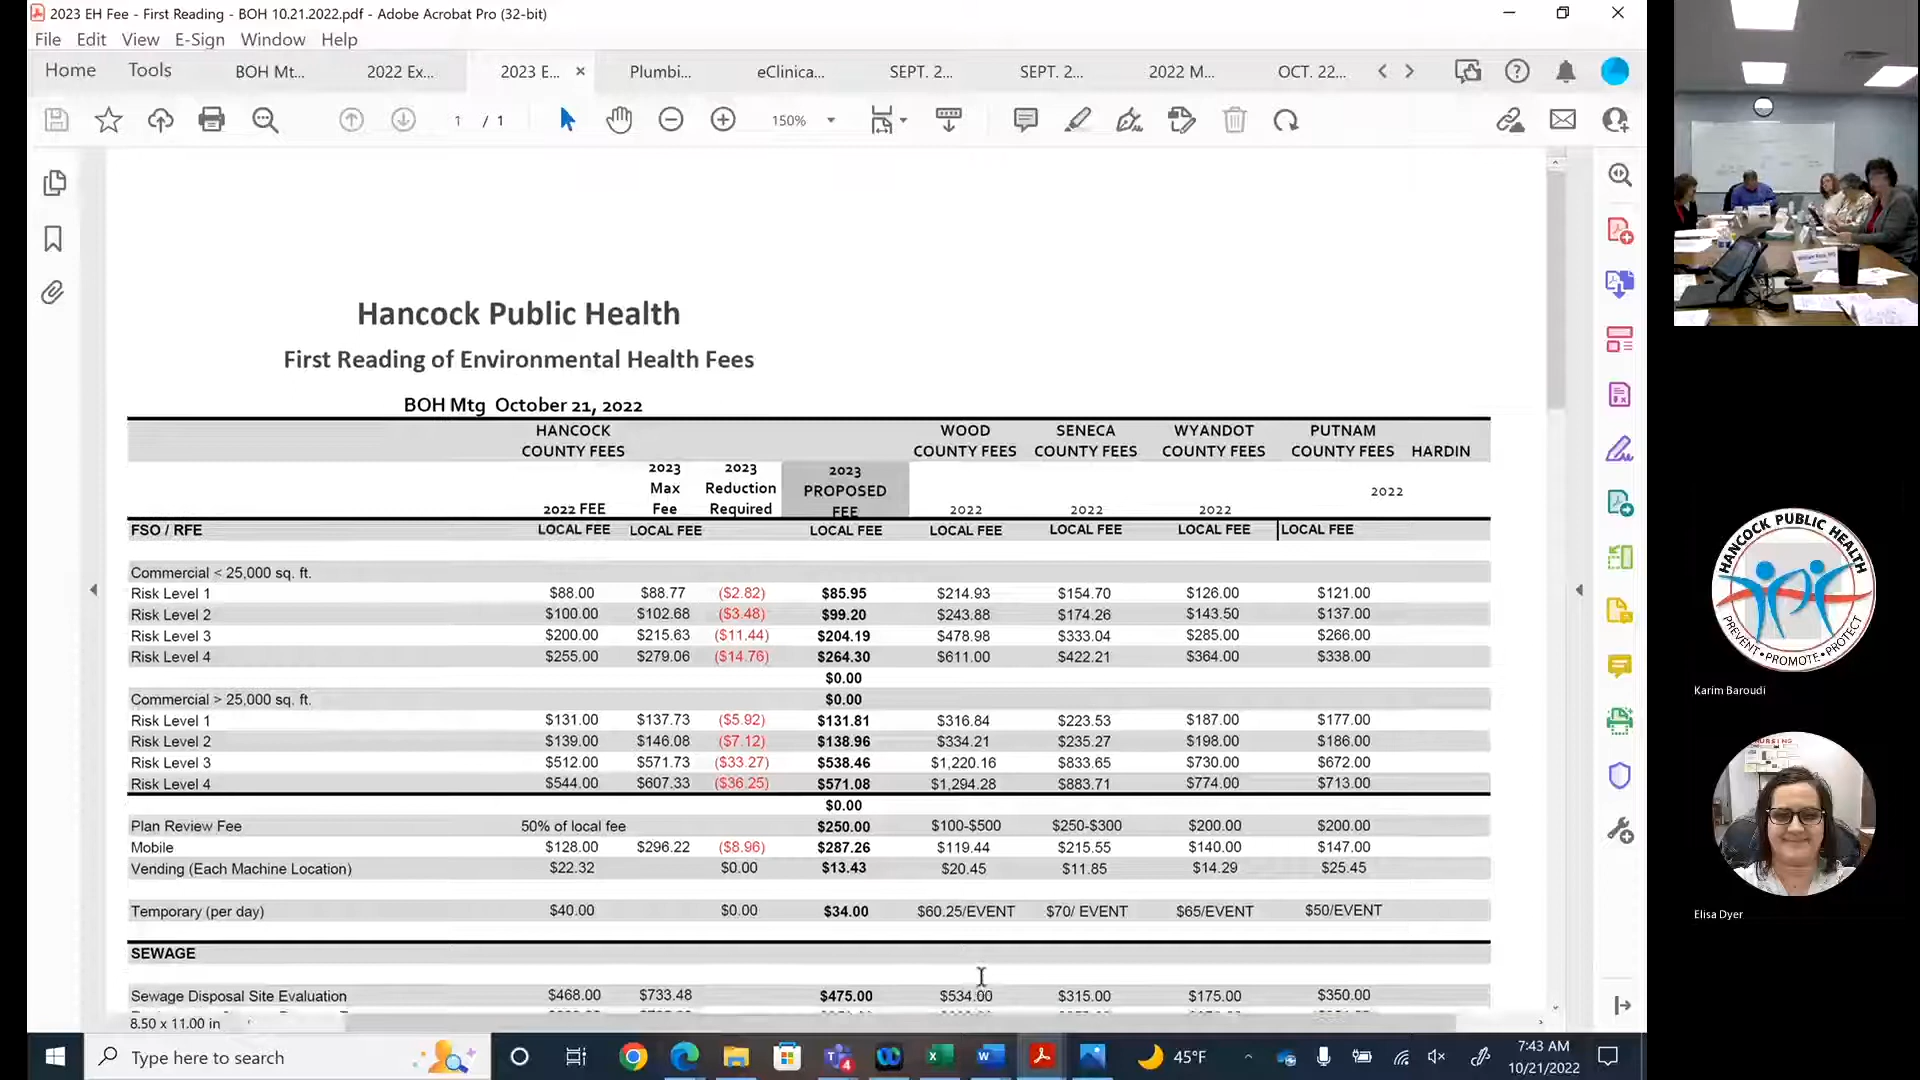 2023 EH Fee - First Reading - BOH 10.21.2022.pdf - Adobe Acrobat Pro (32-bit)
File Edit View E-Sign Window Help
Home Tools BOH Mt... 2022 Ex... 2023 E... Plumbi... eClinica... SEPT. 2... SEPT. 2... 2022 M... OCT. 22...
1 / 1 150%
Hancock Public Health
First Reading of Environmental Health Fees
BOH Mtg October 21, 2022
HANCOCK WOOD SENECA WYANDOT PUTNAM
COUNTY FEES COUNTY FEES COUNTY FEES COUNTY FEES COUNTY FEES HARDIN
2023 2023 2023
Max Reduction PROPOSED 2022
2022 FEE Fee Required FEE 2022 2022 2022
FSO / RFE LOCAL FEE LOCAL FEE LOCAL FEE LOCAL FEE LOCAL FEE LOCAL FEE LOCAL FEE
Commercial < 25,000 sq. ft.
Risk Level 1 $88.00 $88.77 ($2.82) $85.95 $214.93 $154.70 $126.00 $121.00
Risk Level 2 $100.00 $102.68 ($3.48) $99.20 $243.88 $174.26 $143.50 $137.00
Risk Level 3 $200.00 $215.63 ($11.44) $204.19 $478.98 $333.04 $285.00 $266.00
Risk Level 4 $255.00 $279.06 ($14.76) $264.30 $611.00 $422.21 $364.00 $338.00
$0.00
Commercial > 25,000 sq. ft. $0.00
Risk Level 1 $131.00 $137.73 ($5.92) $131.81 $316.84 $223.53 $187.00 $177.00
Risk Level 2 $139.00 $146.08 ($7.12) $138.96 $334.21 $235.27 $198.00 $186.00
Risk Level 3 $512.00 $571.73 ($33.27) $538.46 $1,220.16 $833.65 $730.00 $672.00
Risk Level 4 $544.00 $607.33 ($36.25) $571.08 $1,294.28 $883.71 $774.00 $713.00
$0.00
Plan Review Fee 50% of local fee $250.00 $100-$500 $250-$300 $200.00 $200.00
Mobile $128.00 $296.22 ($8.96) $287.26 $119.44 $215.55 $140.00 $147.00
Vending (Each Machine Location) $22.32 $0.00 $13.43 $20.45 $11.85 $14.29 $25.45
Temporary (per day) $40.00 $0.00 $34.00 $60.25/EVENT $70/ EVENT $65/EVENT $50/EVENT
SEWAGE
Sewage Disposal Site Evaluation $468.00 $733.48 $475.00 $534.00 $315.00 $175.00 $350.00
8.50 x 11.00 in
Type here to search 45°F 7:43 AM
10/21/2022
HANCOCK PUBLIC HEALTH
PREVENT • PROMOTE • PROTECT
Karim Baroudi
Elisa Dyer